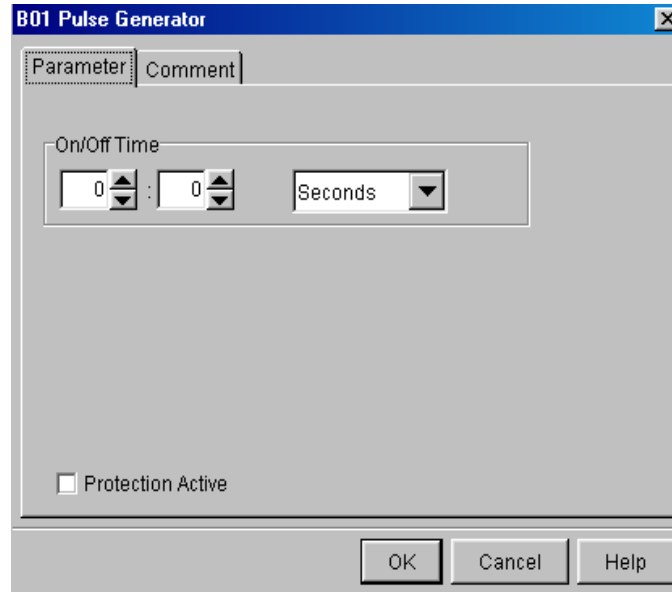 B01 Pulse Generator
Parameter Comment
On/Off Time
0 : 0 Seconds
Protection Active
OK Cancel Help